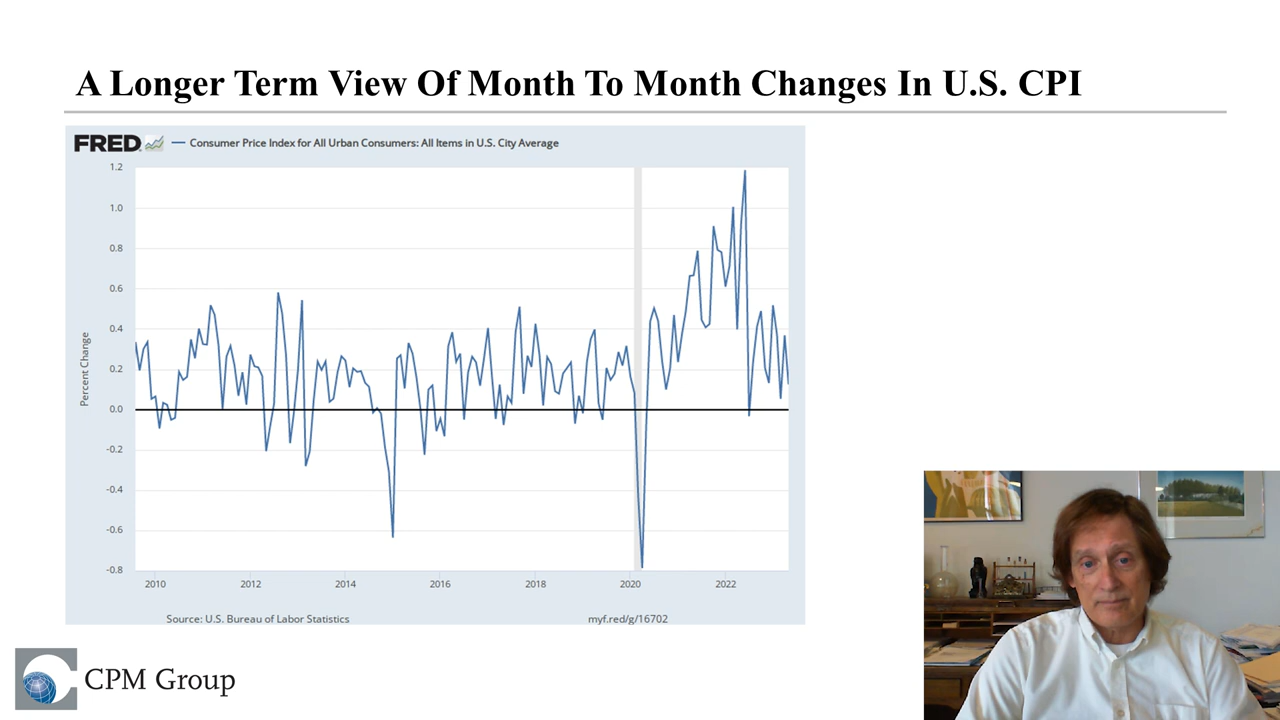 A Longer Term View Of Month To Month Changes In U.S. CPI
FRED Consumer Price Index for All Urban Consumers: All Items in U.S. City Average
1.2
1.0
0.8
0.6
0.4
0.2
0.0
-0.2
-0.4
-0.6
-0.8
Percent Change
2010 2012 2014 2016 2018 2020 2022
Source: U.S. Bureau of Labor Statistics myf.red/g/16702
CPM Group